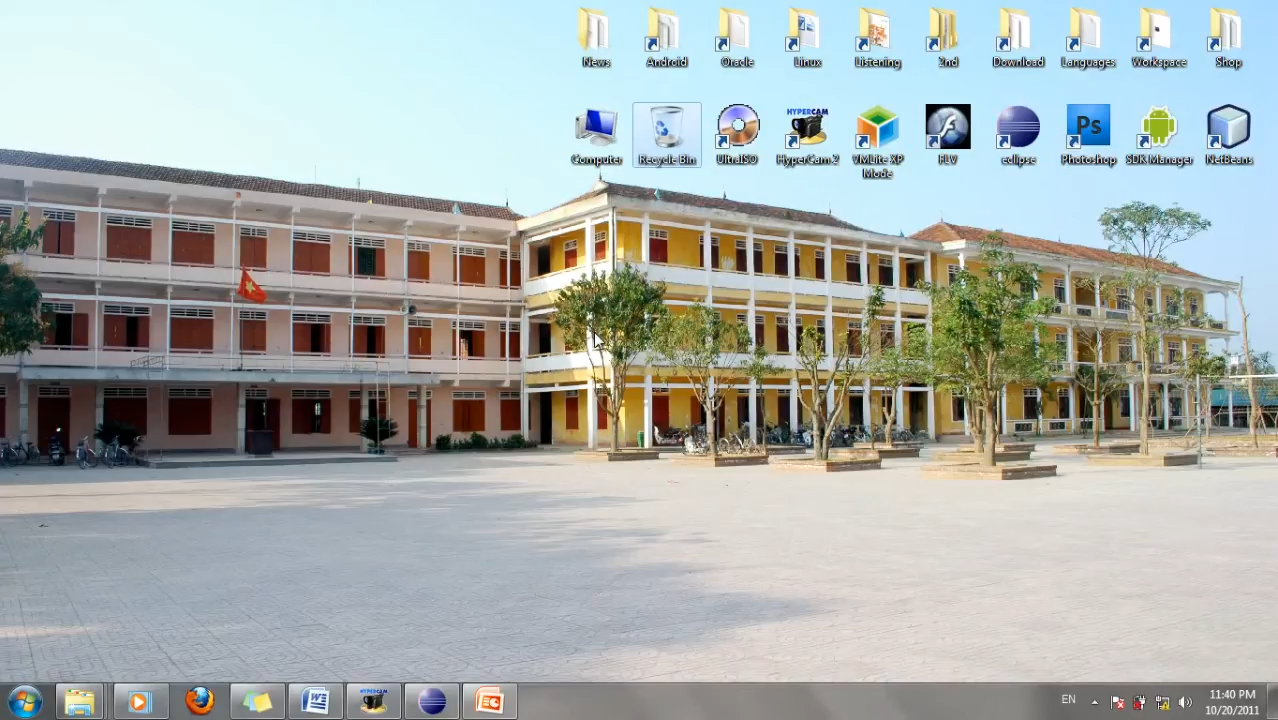 News Android Oracle Linux Listening 2nd Download Languages Workspace Shop
HYPERCAM
Ps
Computer Recycle Bin UltraISO HyperCam 2 VMLite XP Mode FLV eclipse Photoshop SDK Manager NetBeans
HYPERCAM
EN
11:40 PM
10/20/2011